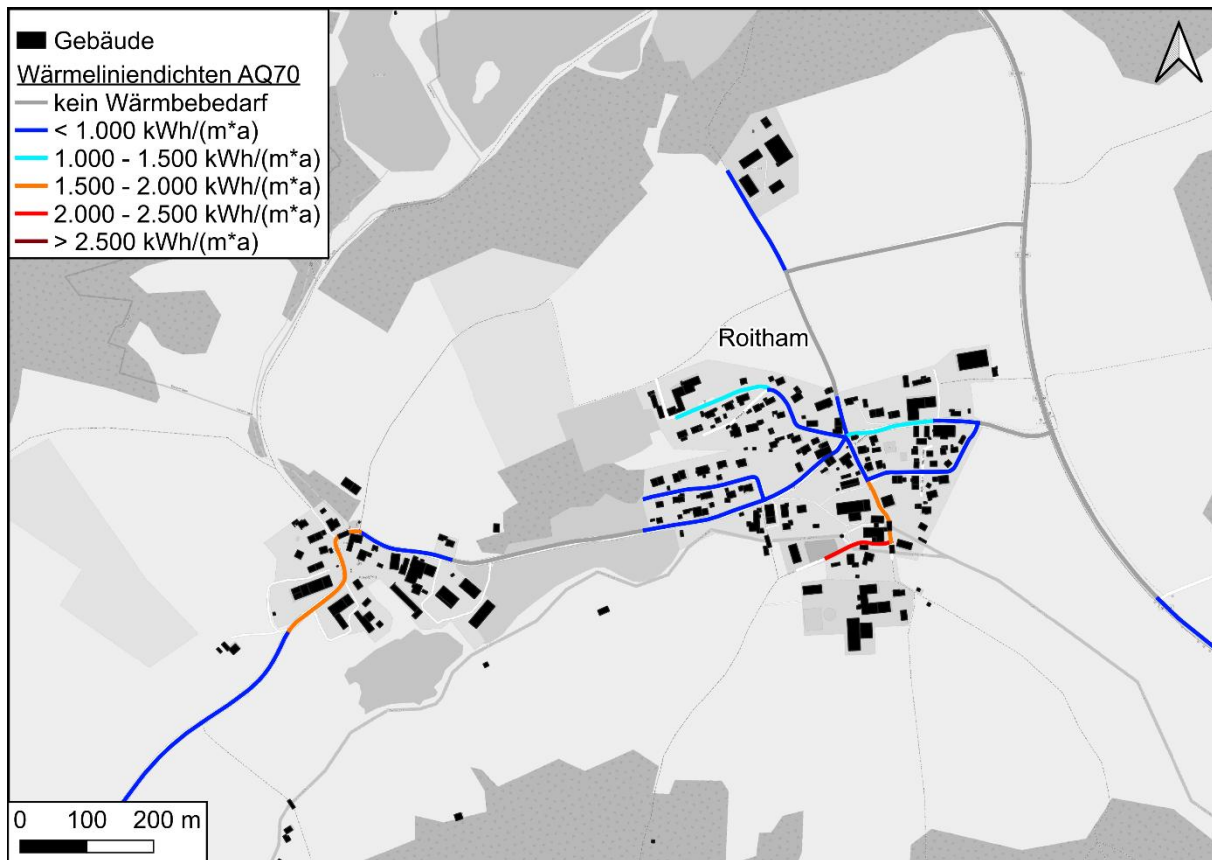 Gebäude
Wärmeliniendichten AQ70
kein Wärmbebedarf
< 1.000 kWh/(m*a)
1.000 - 1.500 kWh/(m*a)
1.500 - 2.000 kWh/(m*a)
2.000 - 2.500 kWh/(m*a)
> 2.500 kWh/(m*a)
Roitham
0 100 200 m